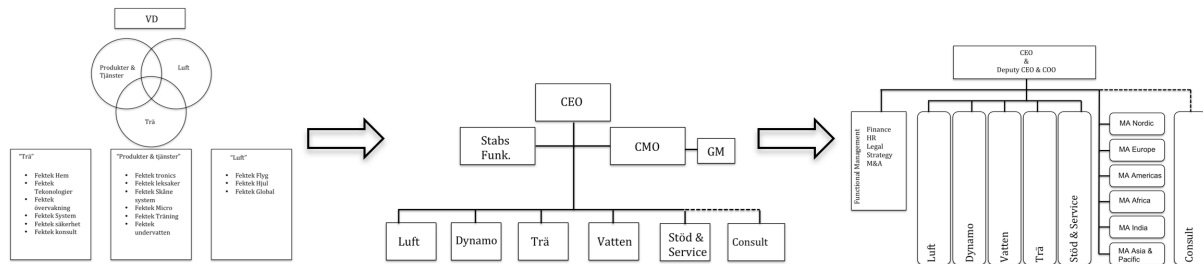 VD
Produkter &
Tjänster
Luft
Trä
"Trä"
• Fektek Hem
• Fektek
Tekonologier
• Fektek
övervakning
• Fektek System
• Fektek säkerhet
• Fektek konsult
"Produkter & tjänster"
• Fektek tronics
• Fektek leksaker
• Fektek Skåne
system
• Fektek Micro
• Fektek Träning
• Fektek
undervatten
"Luft"
• Fektek Flyg
• Fektek Hjul
• Fektek Global
CEO
Stabs
Funk.
CMO
GM
Luft
Dynamo
Trä
Vatten
Stöd &
Service
Consult
CEO
&
Deputy CEO & COO
Functional Management
Finance
HR
Legal
Strategy
M&A
Luft
Dynamo
Vatten
Trä
Stöd & Service
MA Nordic
MA Europe
MA Americas
MA Africa
MA India
MA Asia &
Pacific
Consult